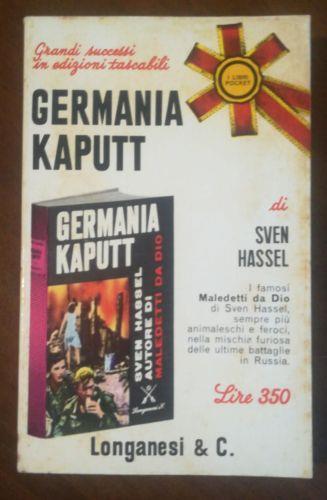 Grandi successi
in edizioni tascabili
I LIBRI
POCKET
GERMANIA
KAPUTT
di
SVEN
HASSEL
I famosi
Maledetti da Dio
di Sven Hassel,
sempre più
animaleschi e feroci,
nella mischia furiosa
delle ultime battaglie
in Russia.
Lire 350
GERMANIA
KAPUTT
SVEN HASSEL
AUTORE DI
MALEDETTI DA DIO
Longanesi
Longanesi & C.